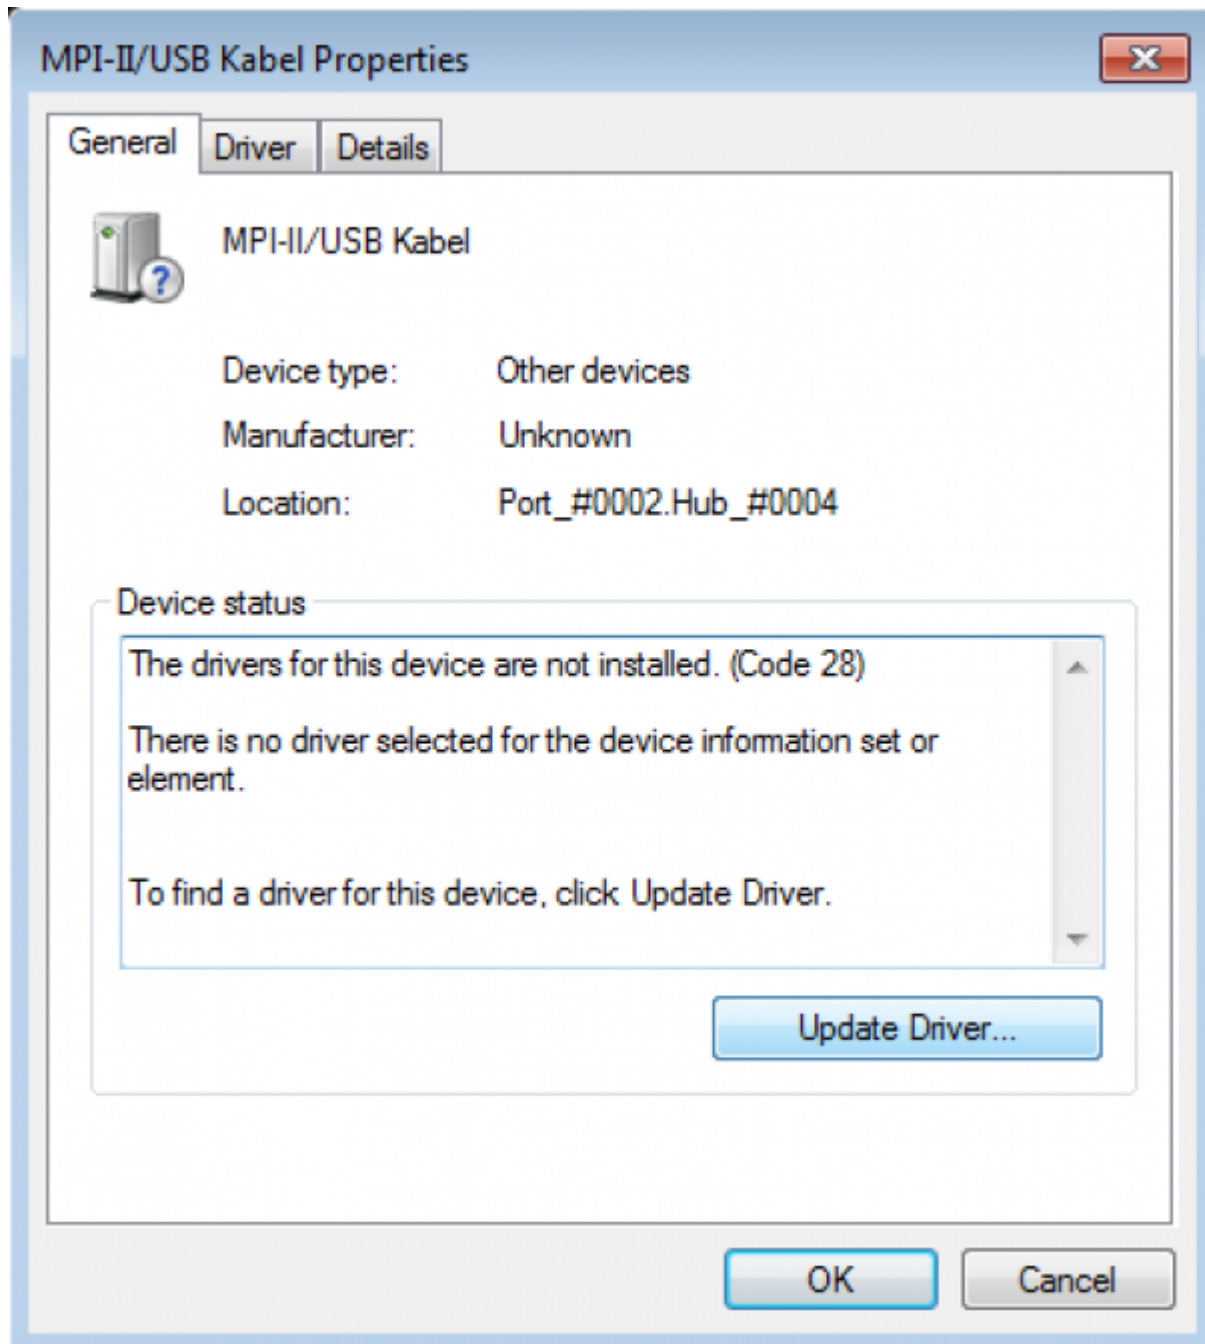 MPI-II/USB Kabel Properties
General Driver Details
MPI-II/USB Kabel
Device type: Other devices
Manufacturer: Unknown
Location: Port_#0002.Hub_#0004
Device status
The drivers for this device are not installed. (Code 28)
There is no driver selected for the device information set or
element.
To find a driver for this device, click Update Driver.
Update Driver...
OK Cancel